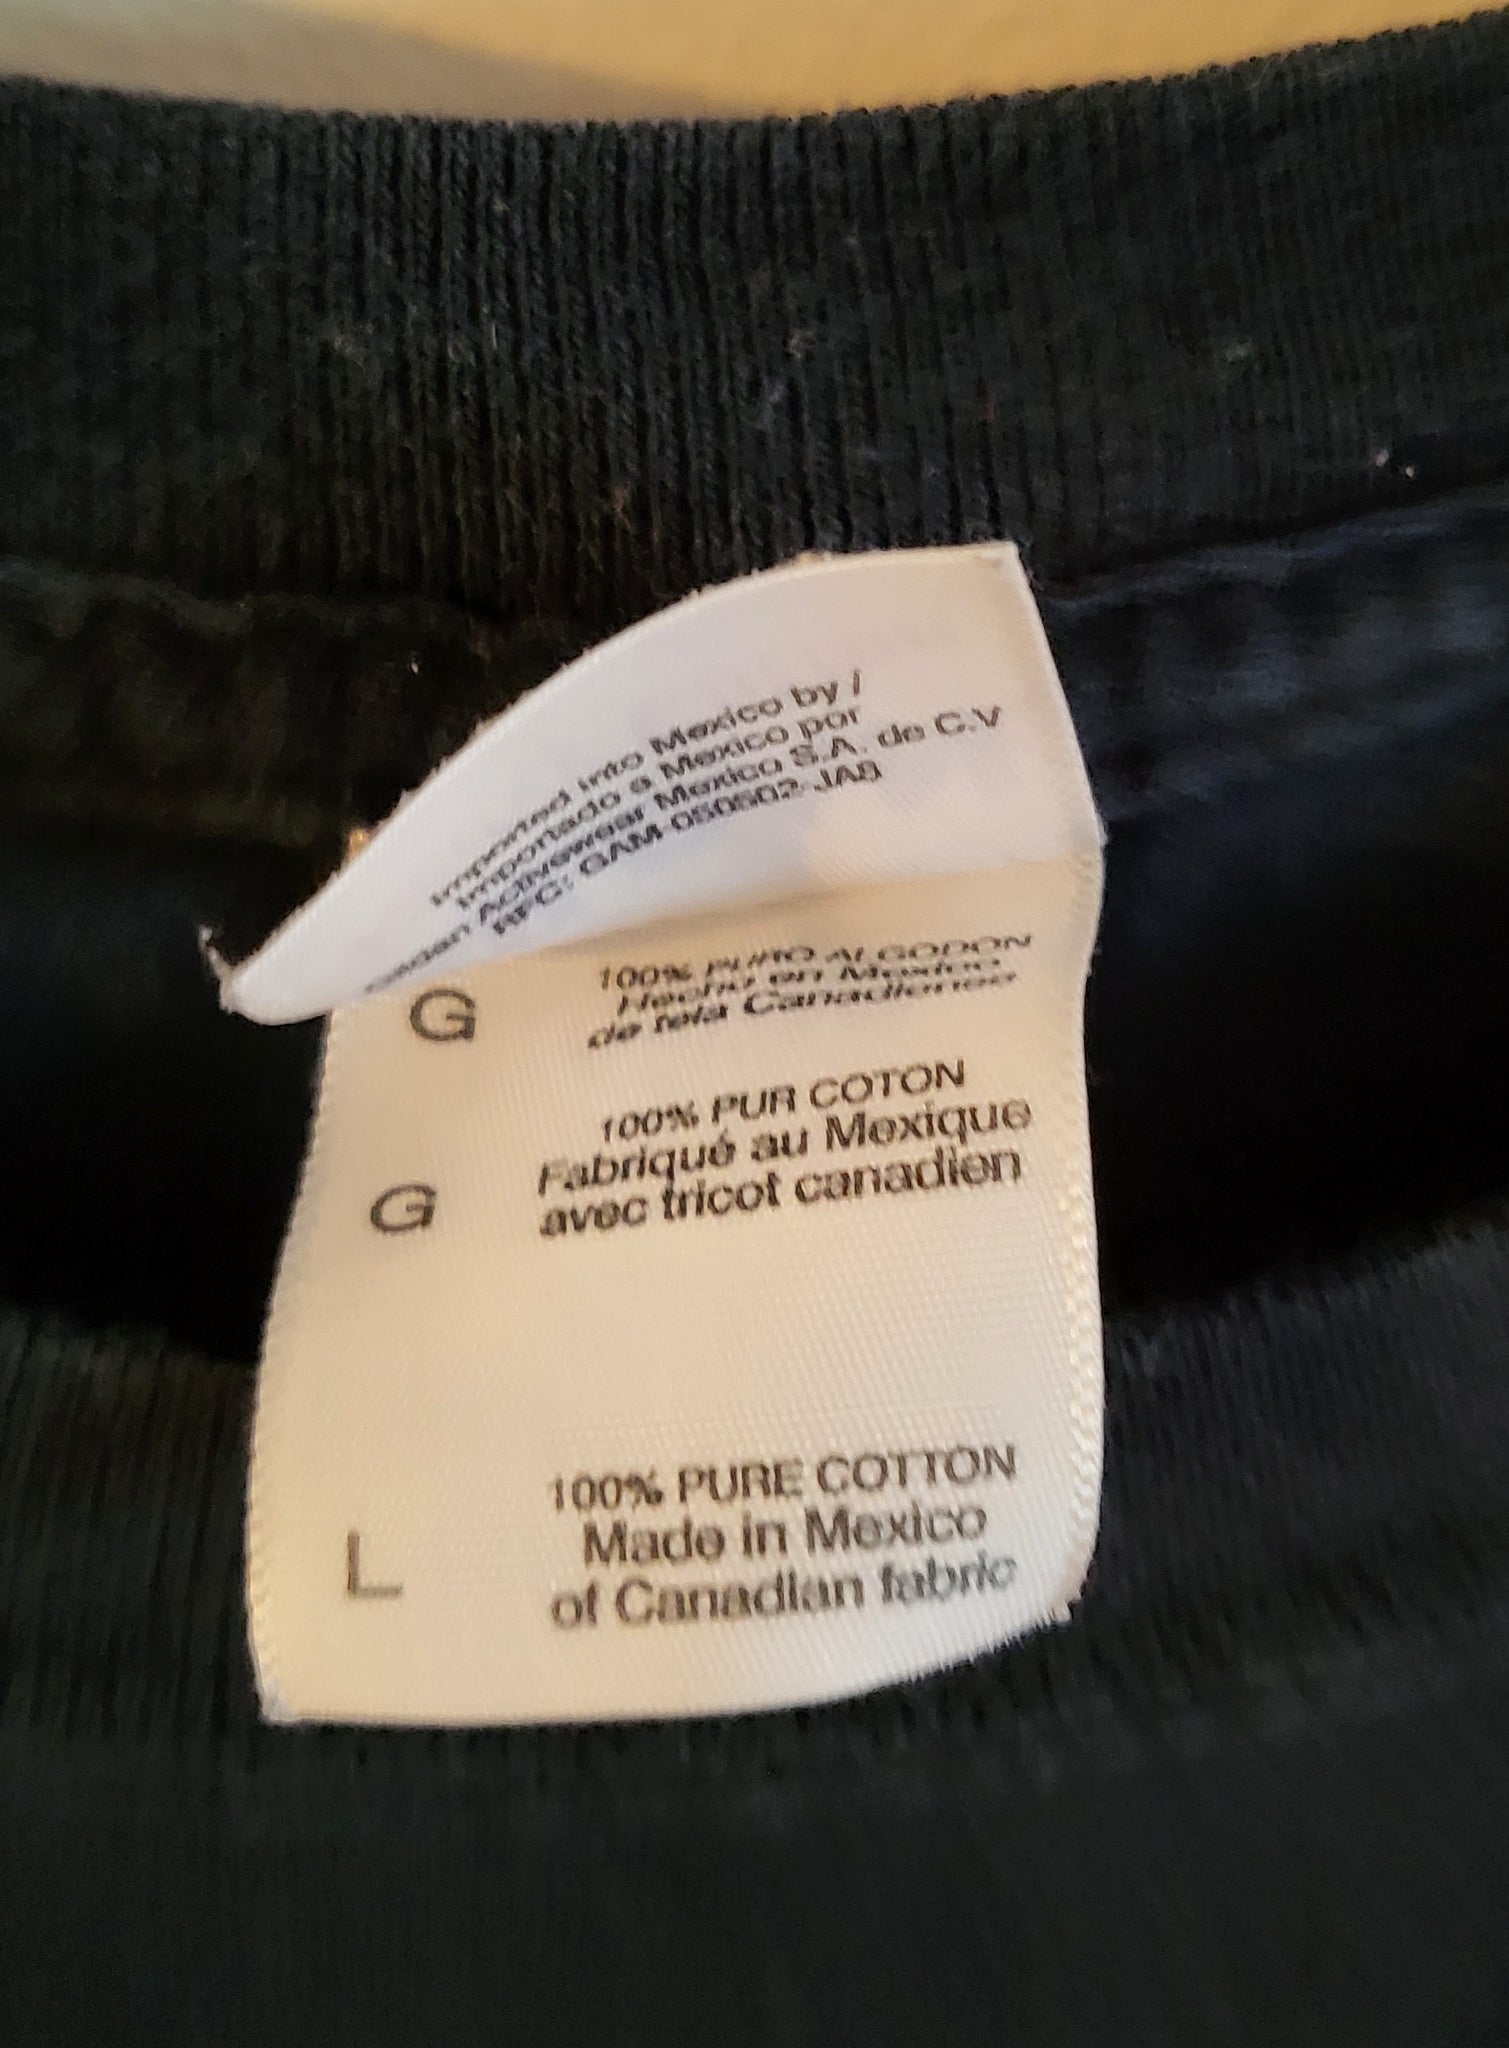 Imported into Mexico by /
Importado a Mexico por
Gildan Activewear Mexico S.A. de C.V
RFC: GAM-050502-JA8
G 100% PURO ALGODON
Hecho en Mexico
de tela Canadiense
100% PUR COTON
G Fabriqué au Mexique
avec tricot canadien
100% PURE COTTON
L Made in Mexico
of Canadian fabric